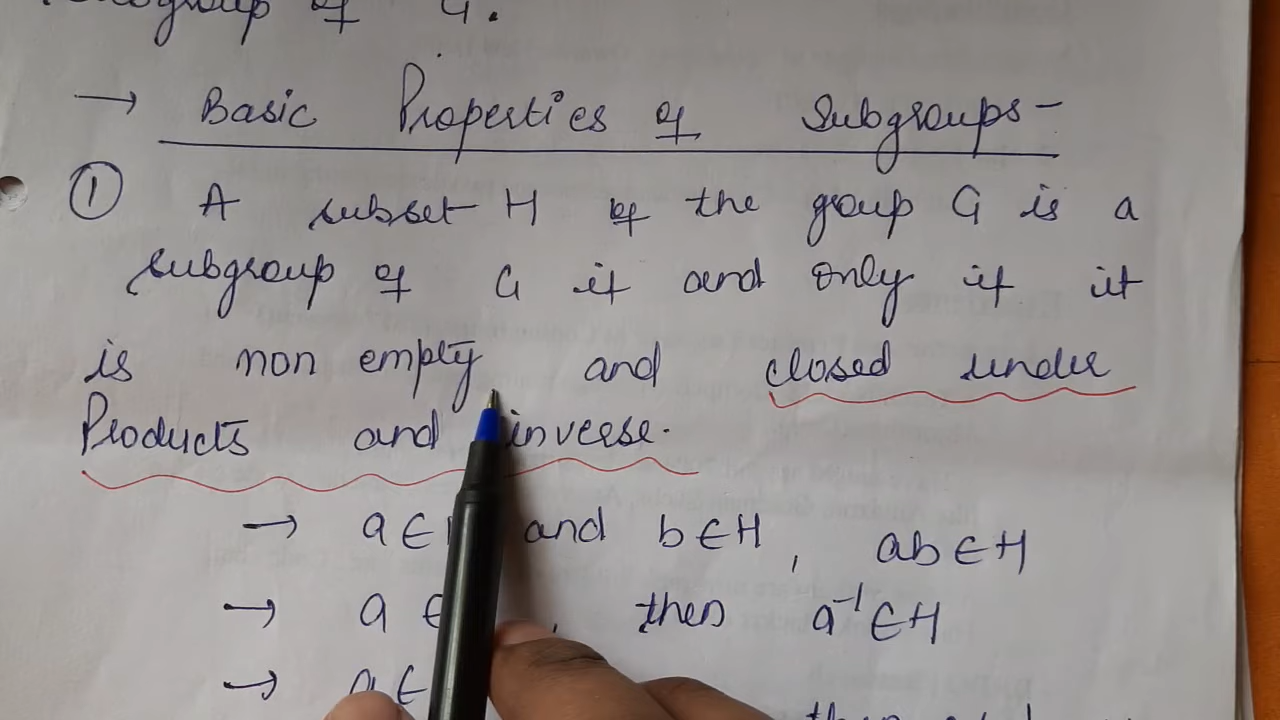 of G.
→ Basic Properties of Subgroups -
① A subset H of the group G is a
subgroup of G if and only if it
is non empty and closed under
Products and inverse.
→ a ∈ and b ∈ H, ab ∈ H
→ a ∈ , then a⁻¹ ∈ H
→ a ∈